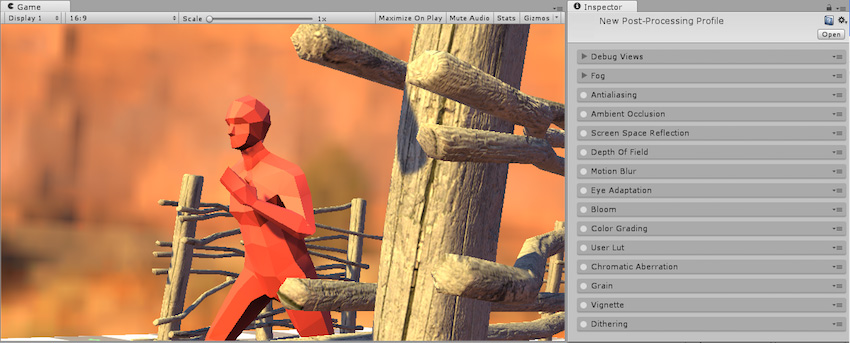 Game
Display 1 16:9 Scale 1x Maximize On Play Mute Audio Stats Gizmos
Inspector
New Post-Processing Profile
Open
Debug Views
Fog
Antialiasing
Ambient Occlusion
Screen Space Reflection
Depth Of Field
Motion Blur
Eye Adaptation
Bloom
Color Grading
User Lut
Chromatic Aberration
Grain
Vignette
Dithering